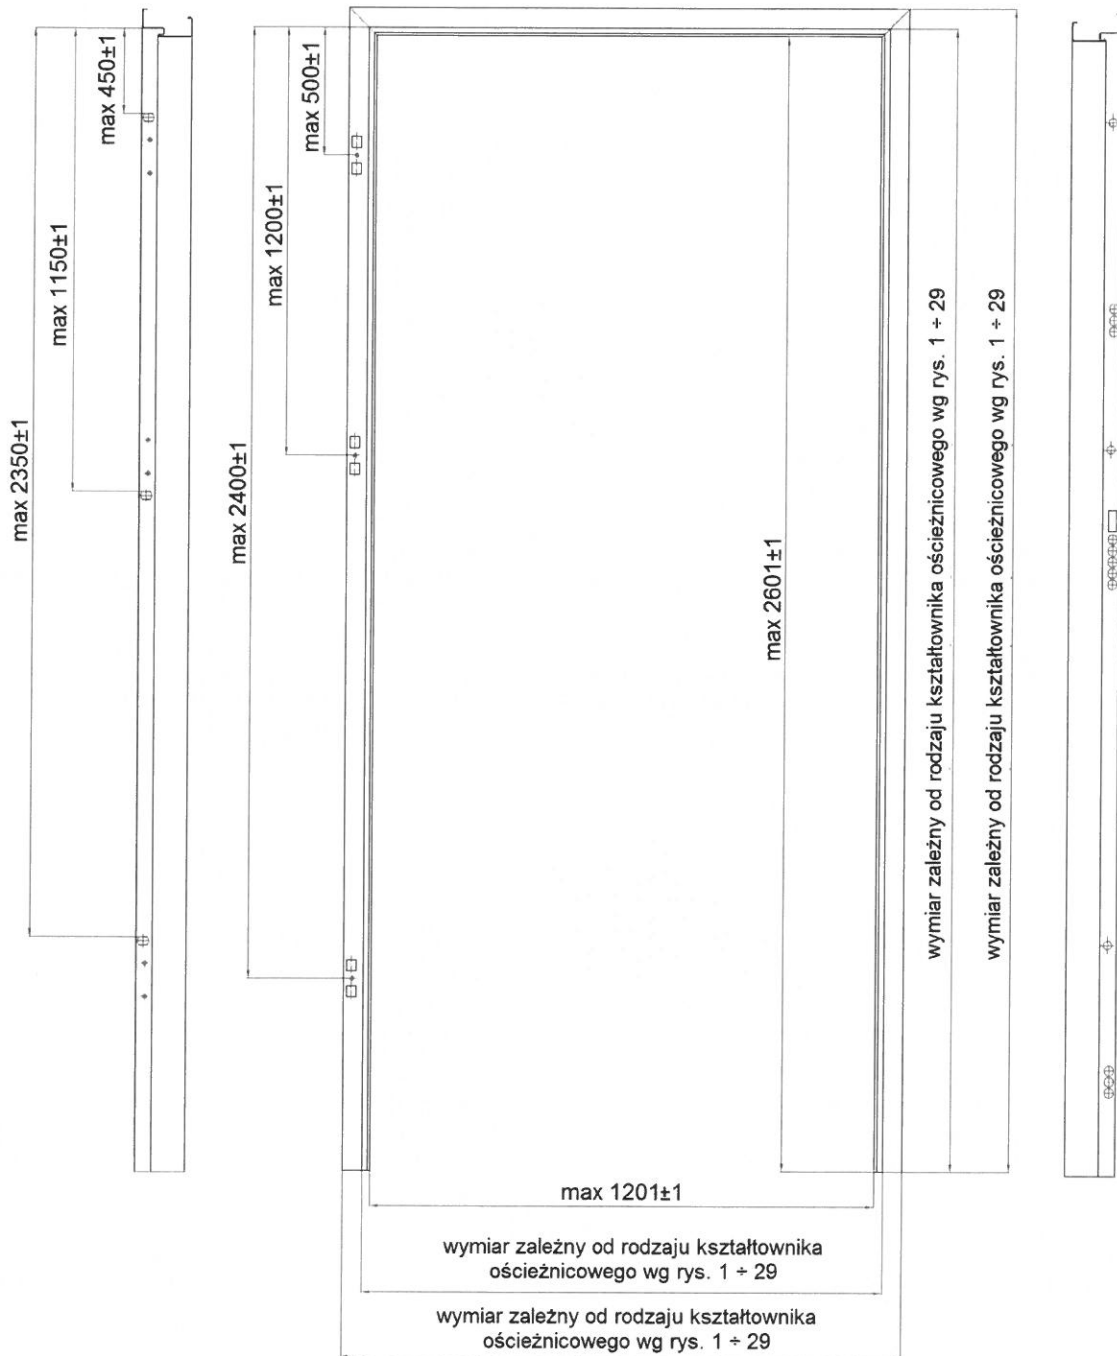 max 450±1
max 1150±1
max 2350±1
max 500±1
max 1200±1
max 2400±1
max 2601±1
wymiar zależny od rodzaju kształtownika ościeżnicowego wg rys. 1 ÷ 29
wymiar zależny od rodzaju kształtownika ościeżnicowego wg rys. 1 ÷ 29
max 1201±1
wymiar zależny od rodzaju kształtownika
ościeżnicowego wg rys. 1 ÷ 29
wymiar zależny od rodzaju kształtownika
ościeżnicowego wg rys. 1 ÷ 29